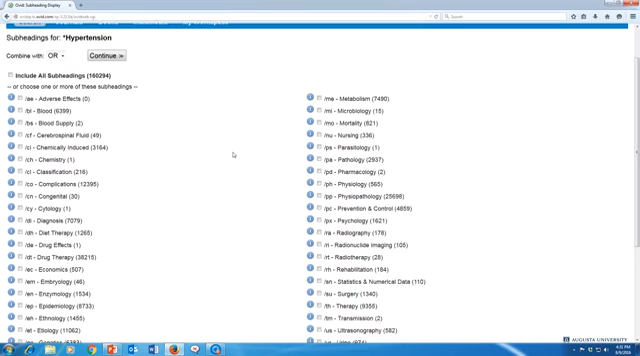 Ovid: Subheading Display
Search
Subheadings for: *Hypertension
Combine with: OR Continue »
Include All Subheadings (160294)
-- or choose one or more of these subheadings --
/ae - Adverse Effects (0)
/bl - Blood (6399)
/bs - Blood Supply (2)
/cf - Cerebrospinal Fluid (49)
/ci - Chemically Induced (3164)
/ch - Chemistry (1)
/cl - Classification (216)
/co - Complications (12395)
/cn - Congenital (30)
/cy - Cytology (1)
/di - Diagnosis (7079)
/dh - Diet Therapy (1265)
/de - Drug Effects (1)
/dt - Drug Therapy (38215)
/ec - Economics (507)
/em - Embryology (46)
/en - Enzymology (1534)
/ep - Epidemiology (8733)
/eh - Ethnology (1455)
/et - Etiology (11062)
/me - Metabolism (7490)
/mi - Microbiology (15)
/mo - Mortality (821)
/nu - Nursing (336)
/ps - Parasitology (1)
/pa - Pathology (2937)
/pd - Pharmacology (2)
/ph - Physiology (565)
/pp - Physiopathology (25698)
/pc - Prevention & Control (4859)
/px - Psychology (1621)
/ra - Radiography (178)
/ri - Radionuclide Imaging (105)
/rt - Radiotherapy (28)
/rh - Rehabilitation (184)
/sn - Statistics & Numerical Data (110)
/su - Surgery (1340)
/th - Therapy (9355)
/tm - Transmission (2)
/us - Ultrasonography (582)
AUGUSTA UNIVERSITY